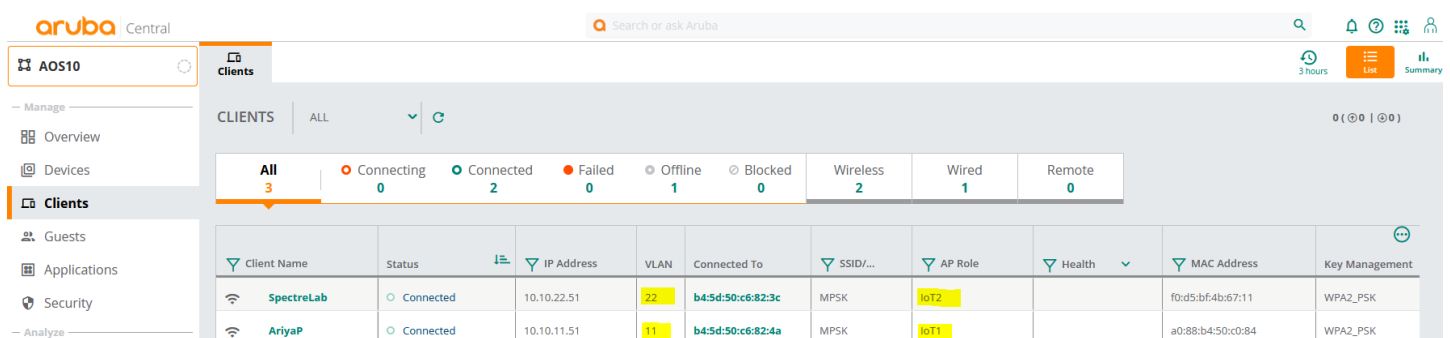 aruba Central
Search or ask Aruba
AOS10
Clients
3 hours
List
Summary
Manage
Overview
Devices
Clients
Guests
Applications
Security
Analyze
CLIENTS ALL
0 ( 0 | 0 )
All Connecting Connected Failed Offline Blocked Wireless Wired Remote
3 0 2 0 1 0 2 1 0
Client Name Status IP Address VLAN Connected To SSID/... AP Role Health MAC Address Key Management
SpectreLab Connected 10.10.22.51 22 b4:5d:50:c6:82:3c MPSK IoT2 f0:d5:bf:4b:67:11 WPA2_PSK
AriyaP Connected 10.10.11.51 11 b4:5d:50:c6:82:4a MPSK IoT1 a0:88:b4:50:c0:84 WPA2_PSK